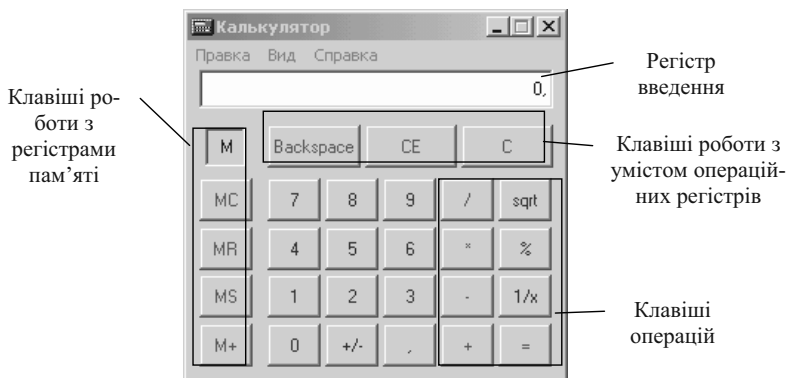 Калькулятор
Правка Вид Справка
0,
M Backspace CE C
MC 7 8 9 / sqrt
MR 4 5 6 * %
MS 1 2 3 - 1/x
M+ 0 +/- , + =
Клавіші ро-
боти з
регістрами
пам’яті
Регістр
введення
Клавіші роботи з
умістом операцій-
них регістрів
Клавіші
операцій